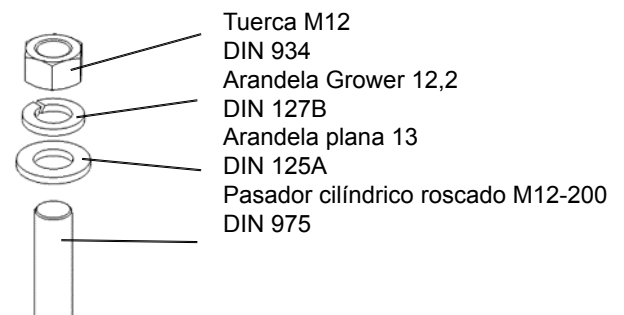 Tuerca M12
DIN 934
Arandela Grower 12,2
DIN 127B
Arandela plana 13
DIN 125A
Pasador cilíndrico roscado M12-200
DIN 975